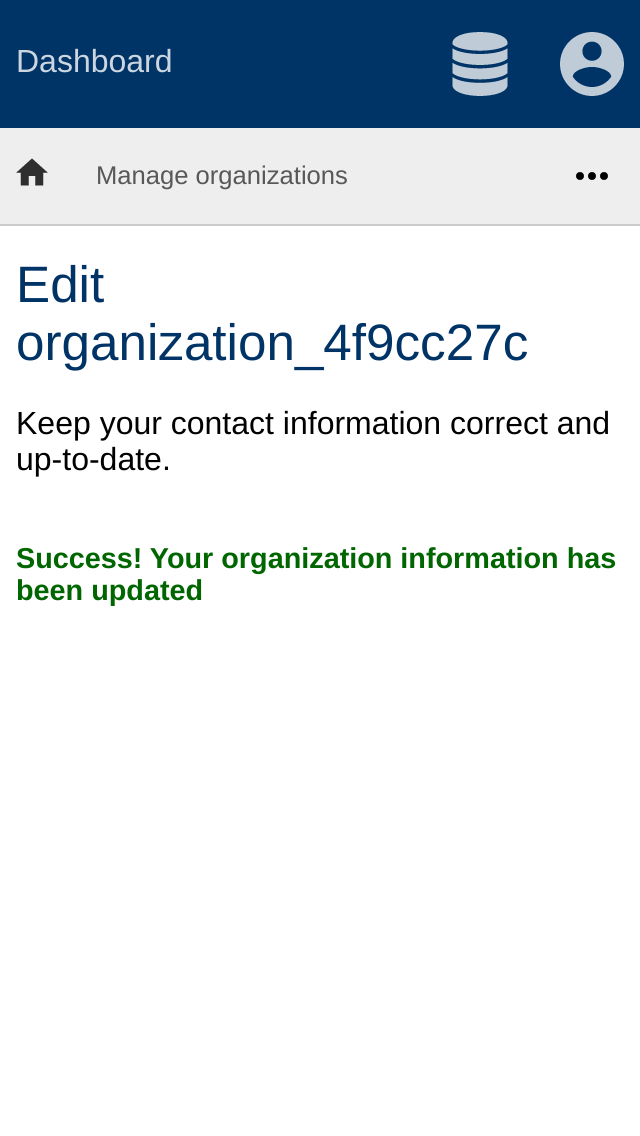 Dashboard
Manage organizations
Edit
organization_4f9cc27c
Keep your contact information correct and
up-to-date.
Success! Your organization information has
been updated